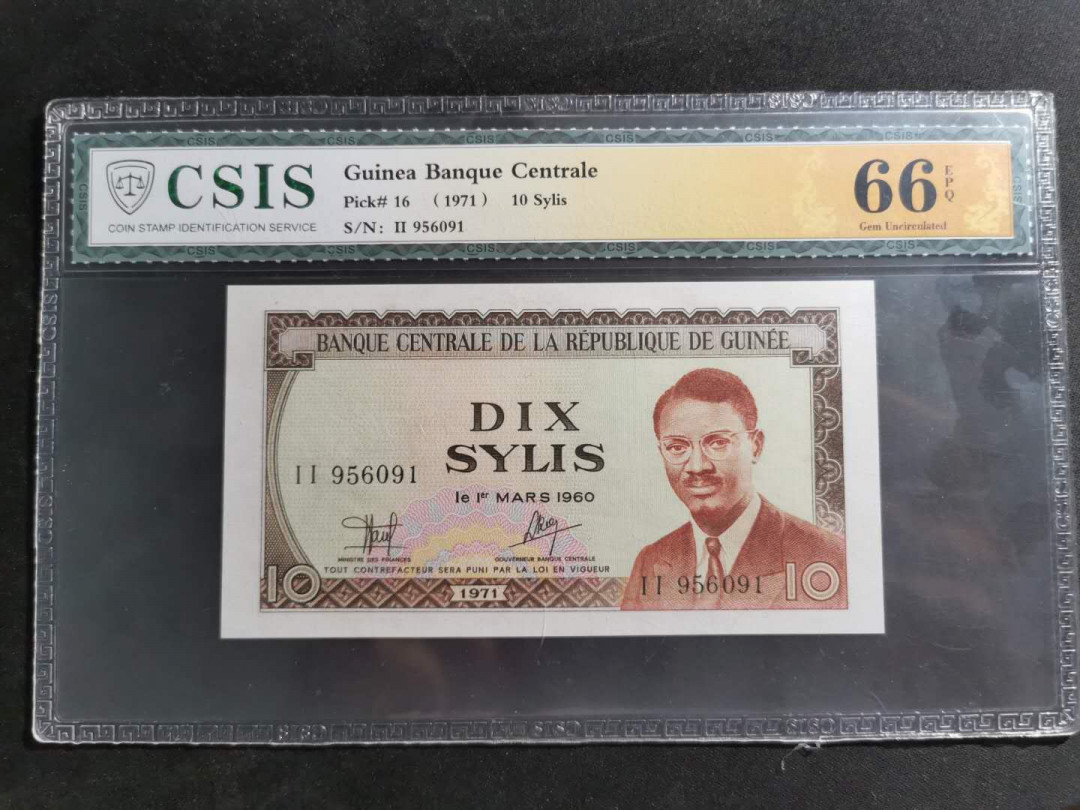 CSIS
COIN STAMP IDENTIFICATION SERVICE
Guinea Banque Centrale
Pick# 16 (1971) 10 Sylis
S/N: II 956091
66 EPQ
Gem Uncirculated
BANQUE CENTRALE DE LA RÉPUBLIQUE DE GUINÉE
DIX
SYLIS
II 956091
le 1er MARS 1960
MINISTRE DES FINANCES
GOUVERNEUR BANQUE CENTRALE
TOUT CONTREFACTEUR SERA PUNI PAR LA LOI EN VIGUEUR
10
1971
II 956091
10